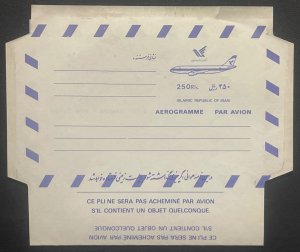 250 RLS. ۲۵۰ ریال
ISLAMIC REPUBLIC OF IRAN
AEROGRAMME PAR AVION
CE PLI NE SERA PAS ACHEMINÉ PAR AVION
S'IL CONTIENT UN OBJET QUELCONQUE.
CE PLI NE SERA PAS ACHEMINÉ PAR AVION
S'IL CONTIENT UN OBJET QUELCONQUE